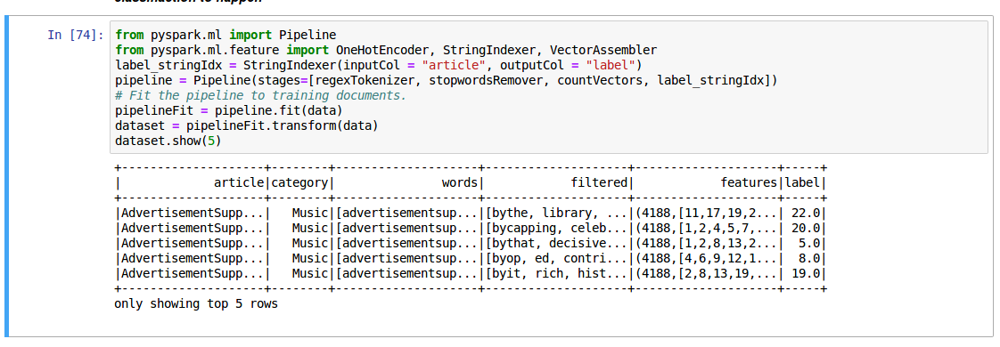 classification to happen
In [74]: from pyspark.ml import Pipeline
from pyspark.ml.feature import OneHotEncoder, StringIndexer, VectorAssembler
label_stringIdx = StringIndexer(inputCol = "article", outputCol = "label")
pipeline = Pipeline(stages=[regexTokenizer, stopwordsRemover, countVectors, label_stringIdx])
# Fit the pipeline to training documents.
pipelineFit = pipeline.fit(data)
dataset = pipelineFit.transform(data)
dataset.show(5)
+--------------------+--------+--------------------+--------------------+--------------------+-----+
|             article|category|               words|            filtered|            features|label|
+--------------------+--------+--------------------+--------------------+--------------------+-----+
|AdvertisementSupp...|   Music|[advertisementsup...|[bythe, library, ...|(4188,[11,17,19,2...| 22.0|
|AdvertisementSupp...|   Music|[advertisementsup...|[bycapping, celeb...|(4188,[1,2,4,5,7,...| 20.0|
|AdvertisementSupp...|   Music|[advertisementsup...|[bythat, decisive...|(4188,[1,2,8,13,2...|  5.0|
|AdvertisementSupp...|   Music|[advertisementsup...|[byop, ed, contri...|(4188,[4,6,9,12,1...|  8.0|
|AdvertisementSupp...|   Music|[advertisementsup...|[byit, rich, hist...|(4188,[2,8,13,19,...| 19.0|
+--------------------+--------+--------------------+--------------------+--------------------+-----+
only showing top 5 rows